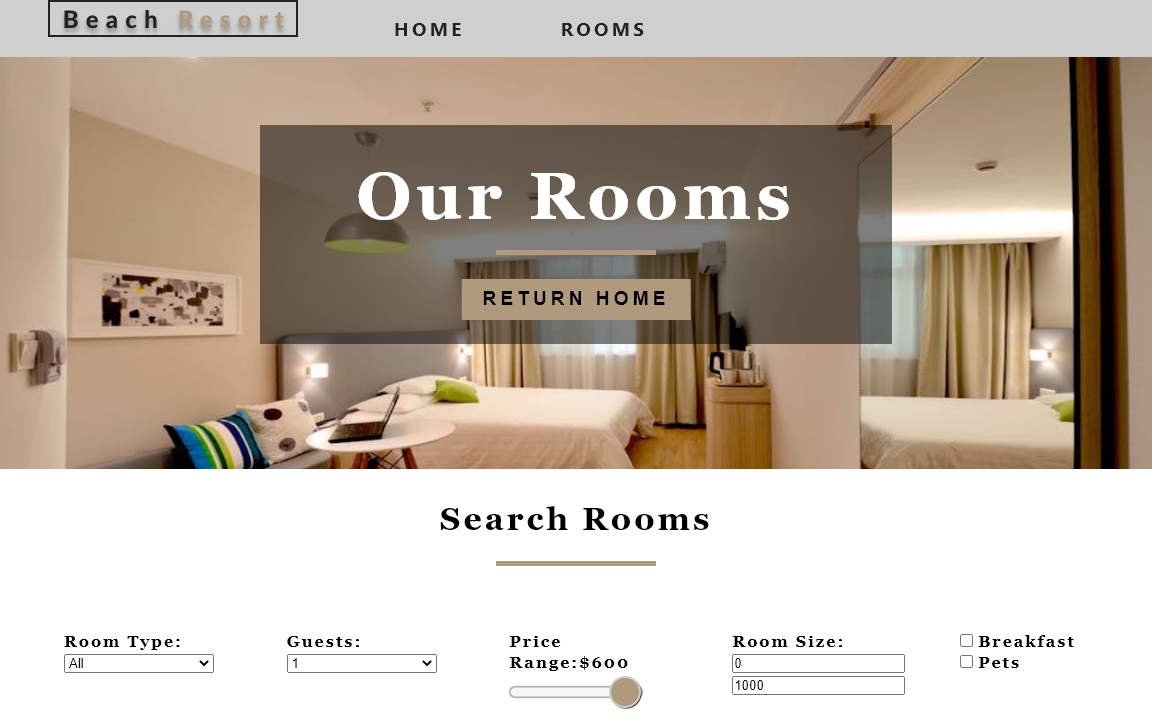 Beach Resort HOME ROOMS
Our Rooms
RETURN HOME
Search Rooms
Room Type:
All
Guests:
1
Price
Range:$600
Room Size:
0
1000
Breakfast
Pets